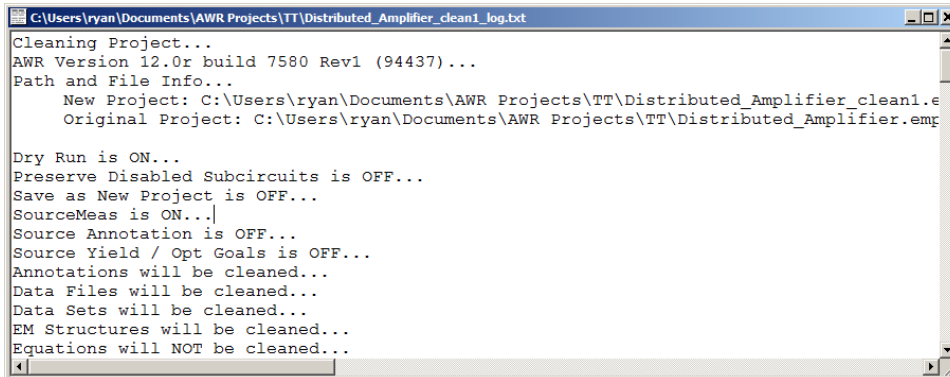 C:\Users\ryan\Documents\AWR Projects\TT\Distributed_Amplifier_clean1_log.txt
Cleaning Project...
AWR Version 12.0r build 7580 Rev1 (94437)...
Path and File Info...
New Project: C:\Users\ryan\Documents\AWR Projects\TT\Distributed_Amplifier_clean1.e
Original Project: C:\Users\ryan\Documents\AWR Projects\TT\Distributed_Amplifier.emp
Dry Run is ON...
Preserve Disabled Subcircuits is OFF...
Save as New Project is OFF...
SourceMeas is ON...
Source Annotation is OFF...
Source Yield / Opt Goals is OFF...
Annotations will be cleaned...
Data Files will be cleaned...
Data Sets will be cleaned...
EM Structures will be cleaned...
Equations will NOT be cleaned...